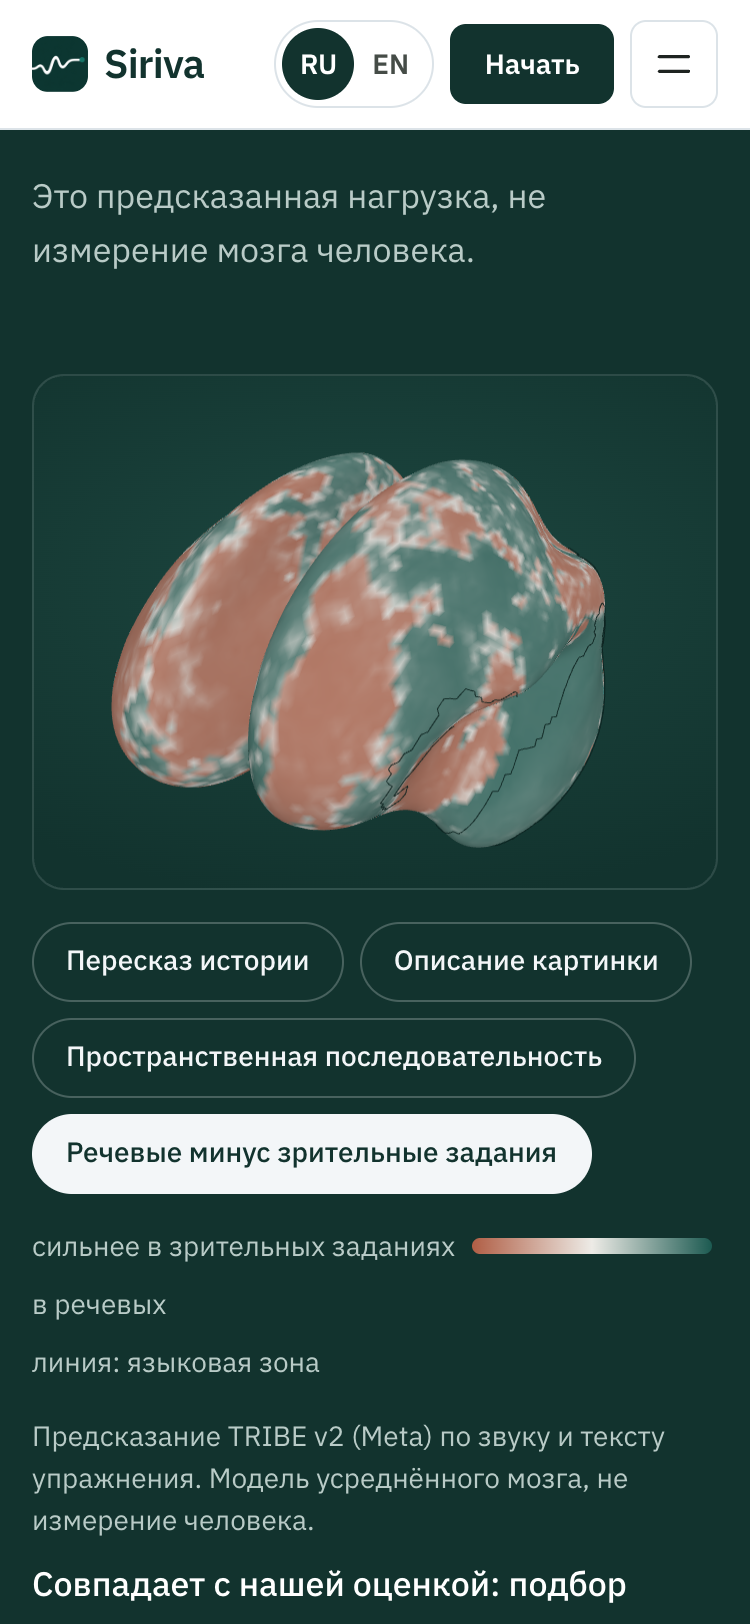 Siriva
RU EN
Начать
Это предсказанная нагрузка, не
измерение мозга человека.
Пересказ истории
Описание картинки
Пространственная последовательность
Речевые минус зрительные задания
сильнее в зрительных заданиях
в речевых
линия: языковая зона
Предсказание TRIBE v2 (Meta) по звуку и тексту
упражнения. Модель усреднённого мозга, не
измерение человека.
Совпадает с нашей оценкой: подбор